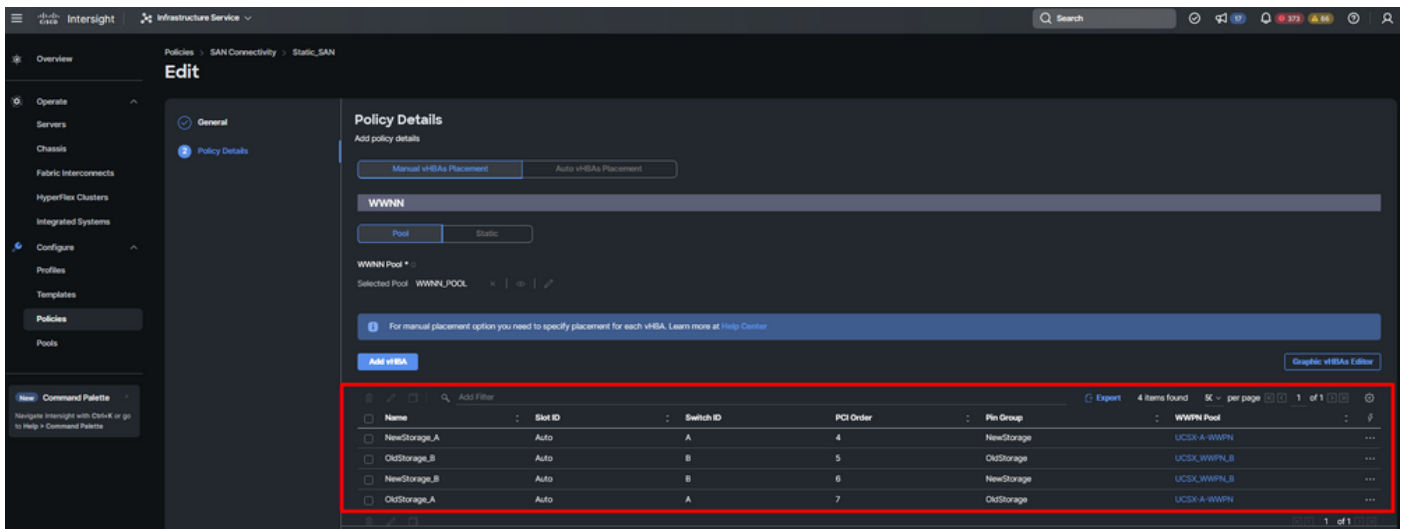 cisco Intersight Infrastructure Service Search 17 373 68
Overview
Operate
Servers
Chassis
Fabric Interconnects
HyperFlex Clusters
Integrated Systems
Configure
Profiles
Templates
Policies
Pools
New Command Palette
Navigate Intersight with Ctrl+K or go
to Help > Command Palette
Policies > SAN Connectivity > Static_SAN
Edit
General
2 Policy Details
Policy Details
Add policy details
Manual vHBAs Placement Auto vHBAs Placement
WWNN
Pool Static
WWNN Pool *
Selected Pool WWNN_POOL
For manual placement option you need to specify placement for each vHBA. Learn more at Help Center
Add vHBA Graphic vHBAs Editor
Add Filter Export 4 items found per page 1 of 1
Name Slot ID Switch ID PCI Order Pin Group WWPN Pool
NewStorage_A Auto A 4 NewStorage UCSX-A-WWPN
OldStorage_B Auto B 5 OldStorage UCSX_WWPN_B
NewStorage_B Auto B 6 NewStorage UCSX_WWPN_B
OldStorage_A Auto A 7 OldStorage UCSX-A-WWPN
1 of 1